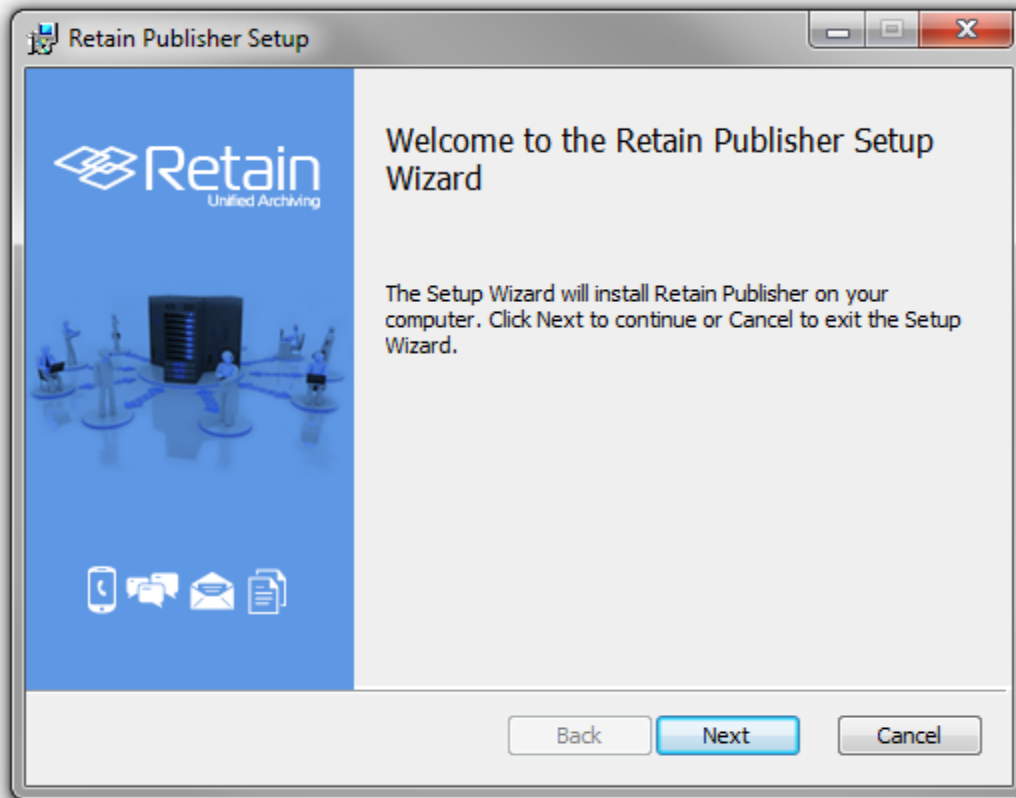 Retain Publisher Setup
Retain
Unified Archiving
Welcome to the Retain Publisher Setup
Wizard
The Setup Wizard will install Retain Publisher on your
computer. Click Next to continue or Cancel to exit the Setup
Wizard.
Back
Next
Cancel